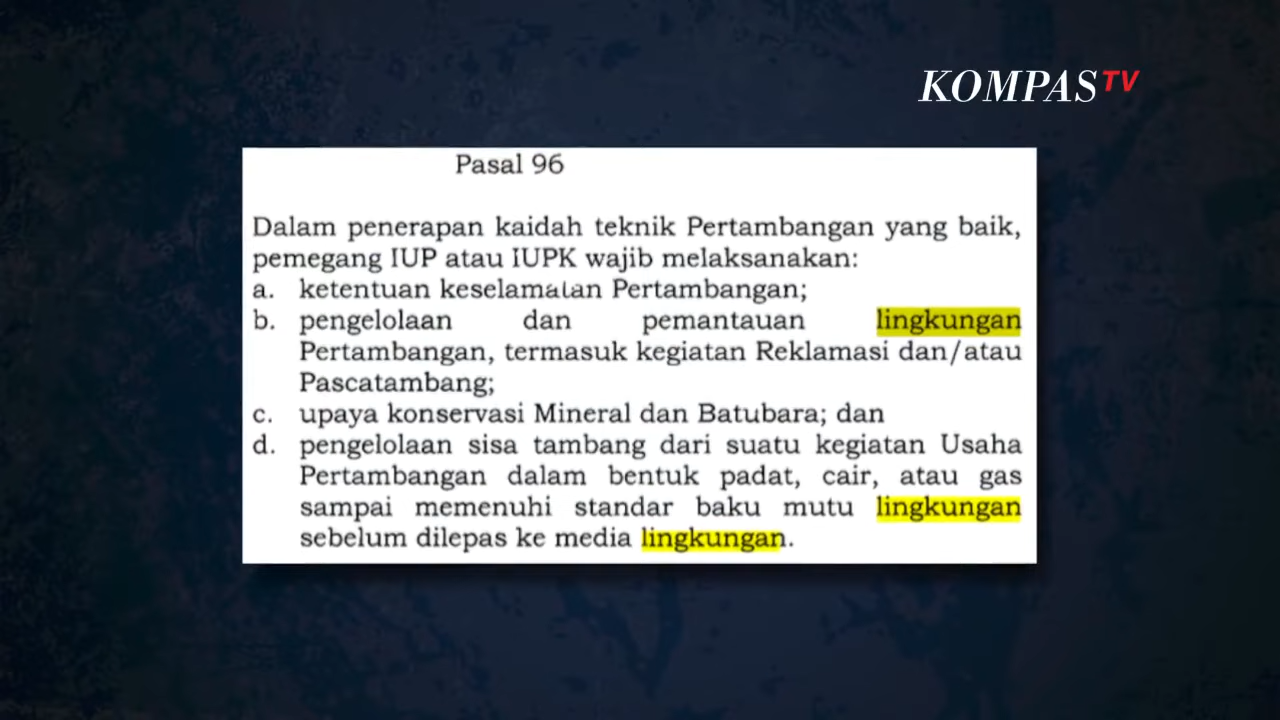 KOMPAS TV
Pasal 96
Dalam penerapan kaidah teknik Pertambangan yang baik,
pemegang IUP atau IUPK wajib melaksanakan:
a. ketentuan keselamatan Pertambangan;
b. pengelolaan dan pemantauan lingkungan
Pertambangan, termasuk kegiatan Reklamasi dan/atau
Pascatambang;
c. upaya konservasi Mineral dan Batubara; dan
d. pengelolaan sisa tambang dari suatu kegiatan Usaha
Pertambangan dalam bentuk padat, cair, atau gas
sampai memenuhi standar baku mutu lingkungan
sebelum dilepas ke media lingkungan.